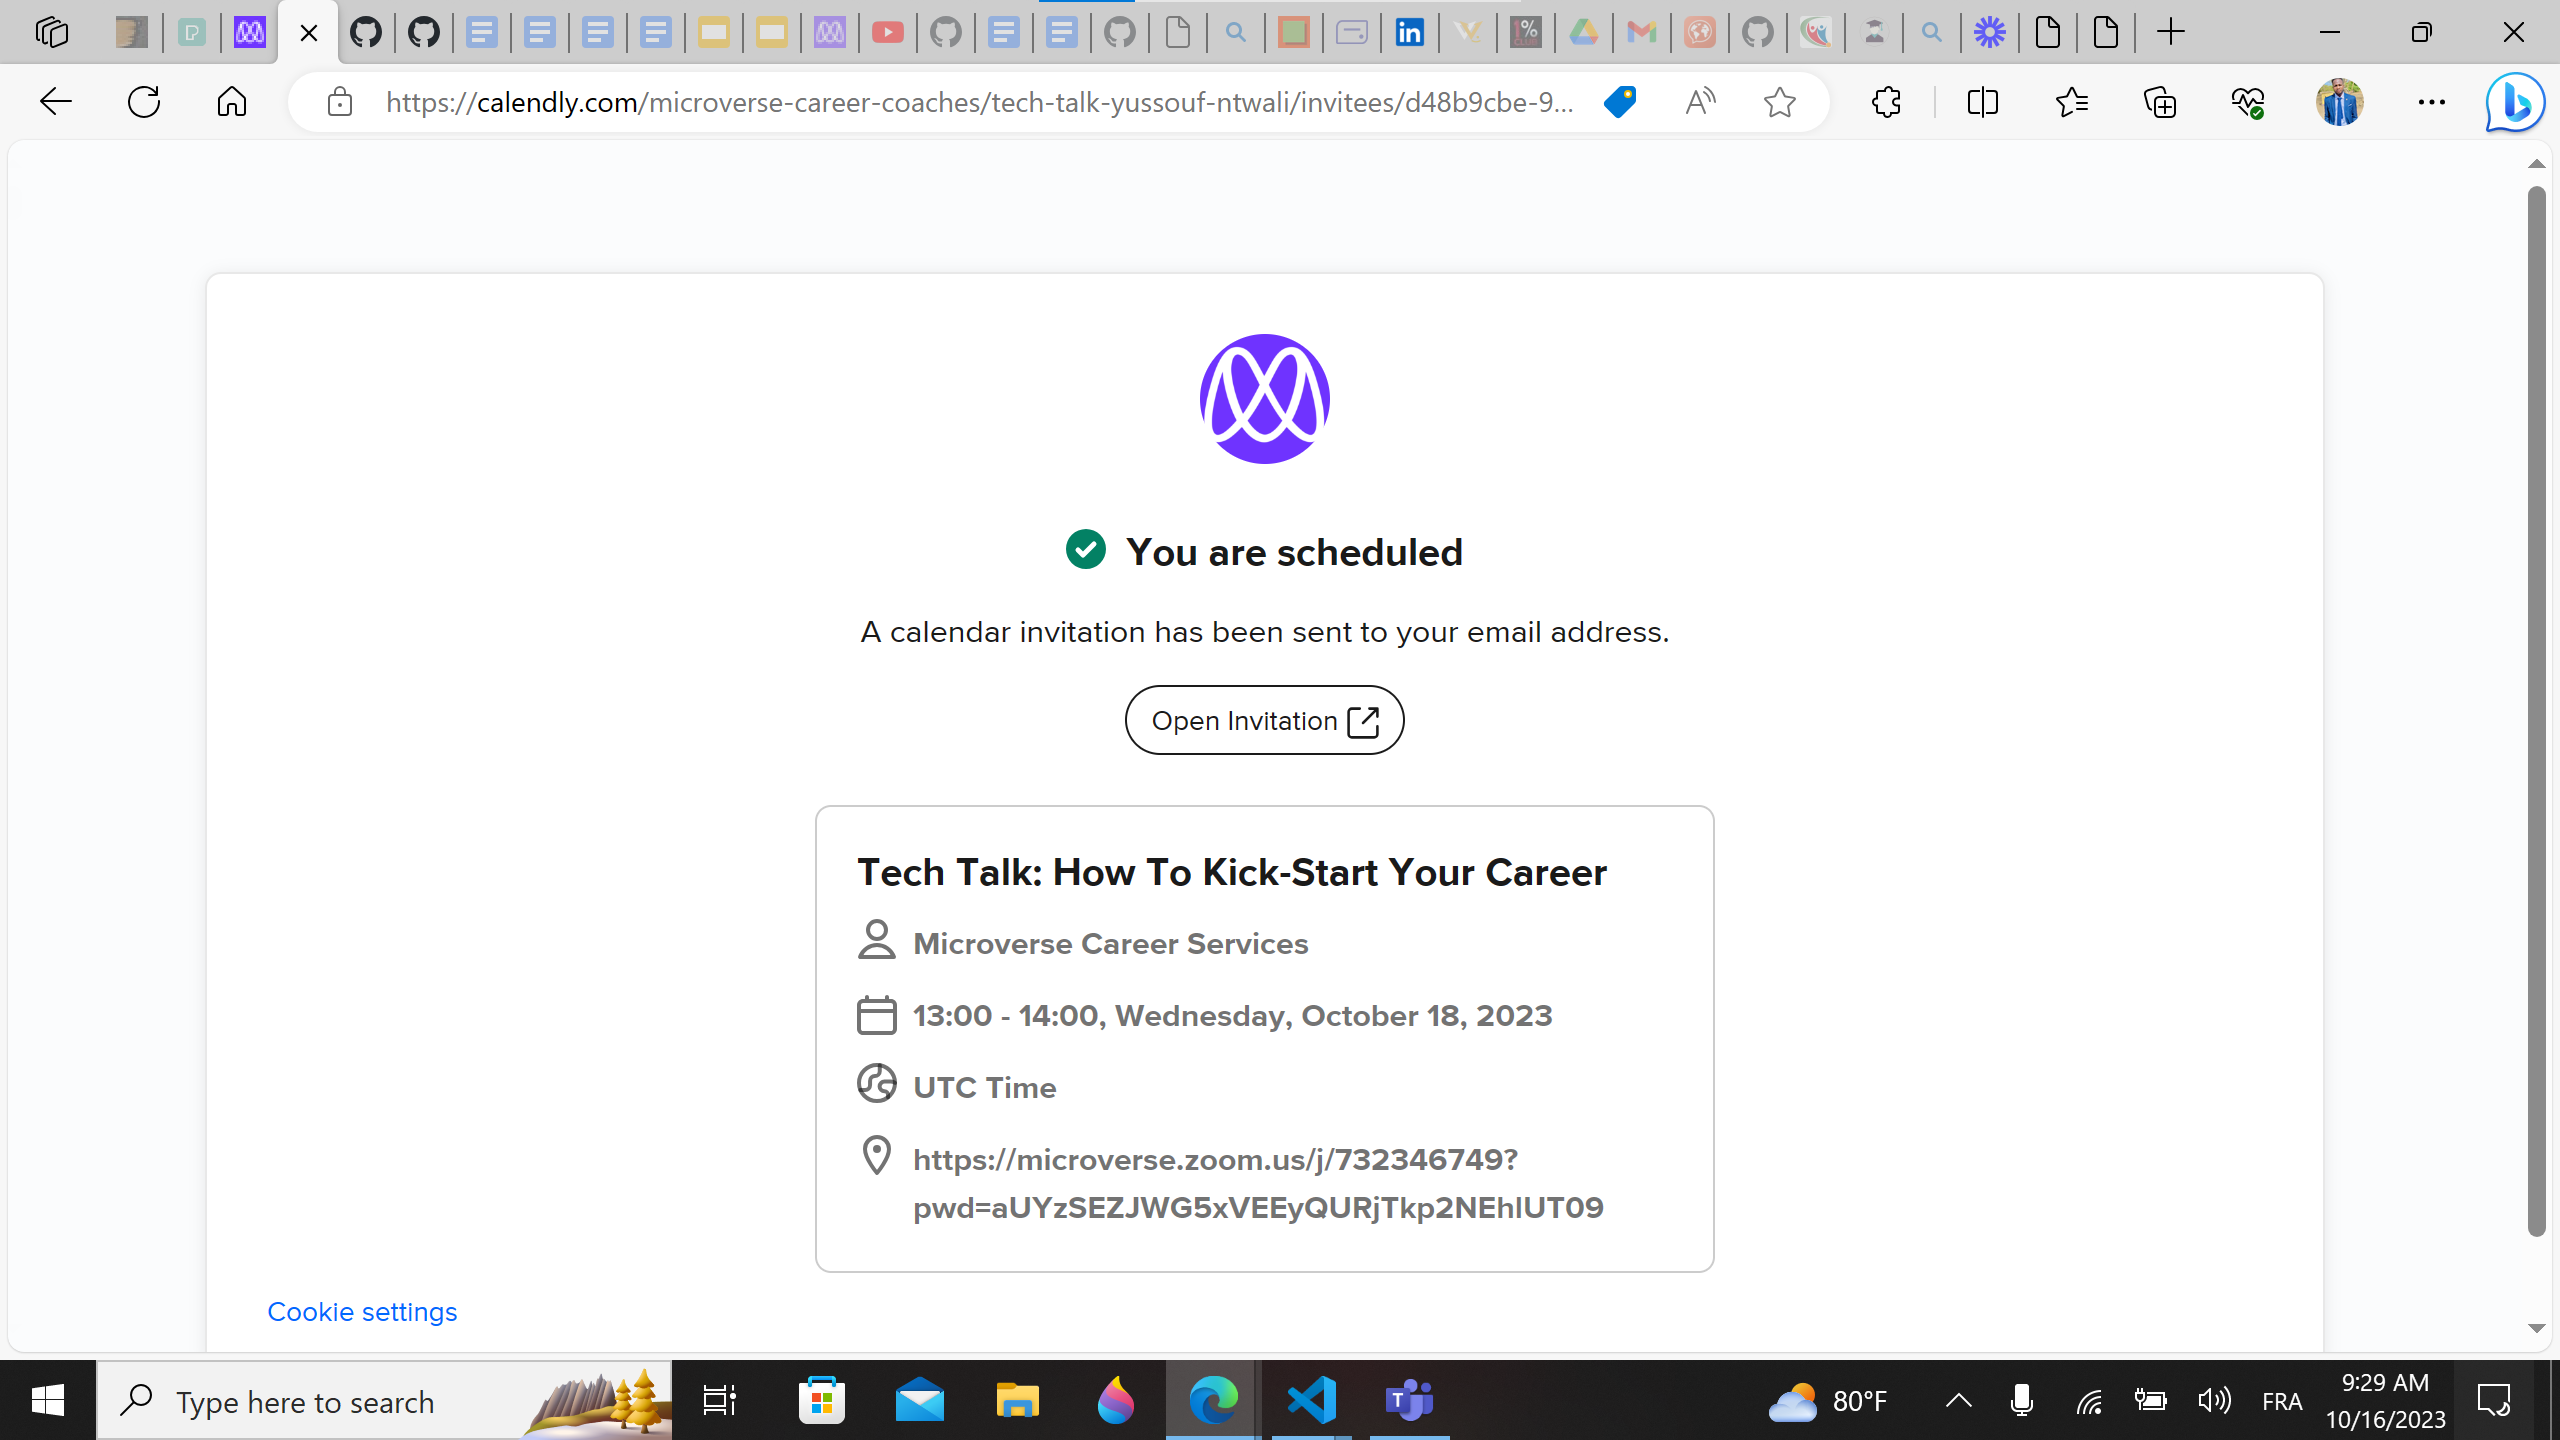 https://calendly.com/microverse-career-coaches/tech-talk-yussouf-ntwali/invitees/d48b9cbe-9...
You are scheduled
A calendar invitation has been sent to your email address.
Open Invitation
Tech Talk: How To Kick-Start Your Career
Microverse Career Services
13:00 - 14:00, Wednesday, October 18, 2023
UTC Time
https://microverse.zoom.us/j/732346749?
pwd=aUYzSEZJWG5xVEEyQURjTkp2NEhlUT09
Cookie settings
Type here to search
80°F
FRA
9:29 AM
10/16/2023